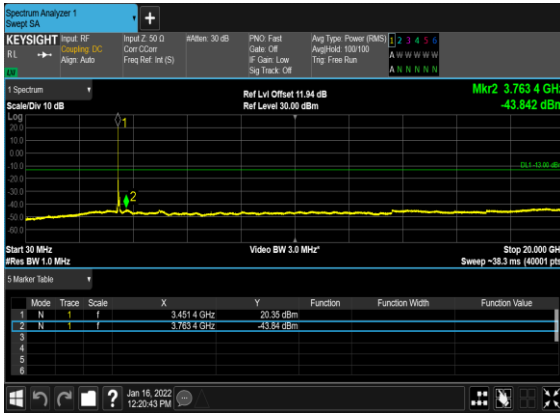 Spectrum Analyzer 1
Swept SA
+
KEYSIGHT Input: RF Input Z: 50 Ω #Atten: 30 dB PNO: Fast Avg Type: Power (RMS) 1 2 3 4 5 6
RL Coupling: DC Corr CCorr Gate: Off Avg|Hold: 100/100 A W W W W W
Align: Auto Freq Ref: Int (S) IF Gain: Low Trig: Free Run
Sig Track: Off A N N N N N
1 Spectrum
Scale/Div 10 dB
Ref Lvl Offset 11.94 dB
Ref Level 30.00 dBm
Mkr2 3.763 4 GHz
-43.842 dBm
Log
20.0
10.0
0.00
-10.0
-20.0
-30.0
-40.0
-50.0
-60.0
1
2
DL1 -13.00 dBm
Start 30 MHz Video BW 3.0 MHz* Stop 20.000 GHz
#Res BW 1.0 MHz Sweep ~38.3 ms (40001 pts)
5 Marker Table
Mode Trace Scale X Y Function Function Width Function Value
1 N 1 f 3.451 4 GHz 20.35 dBm
2 N 1 f 3.763 4 GHz -43.84 dBm
3
4
5
6
? Jan 16, 2022
12:20:43 PM